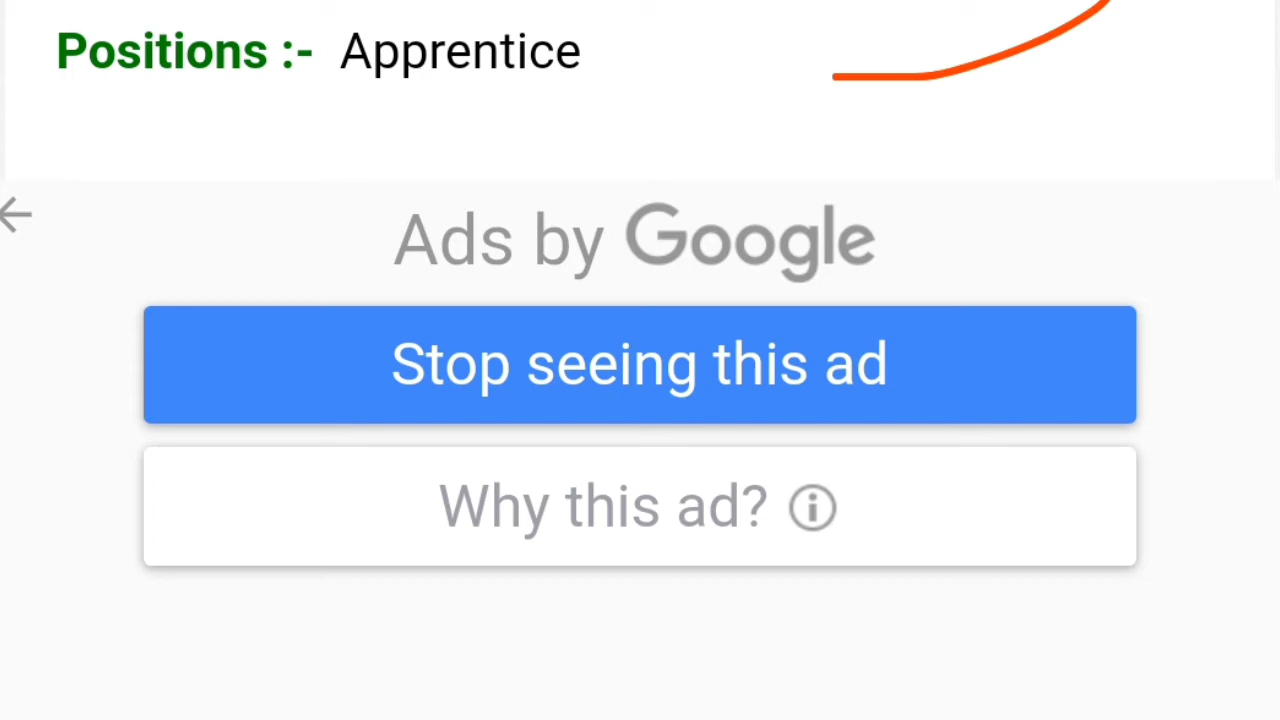 Positions :- Apprentice
Ads by Google
Stop seeing this ad
Why this ad?